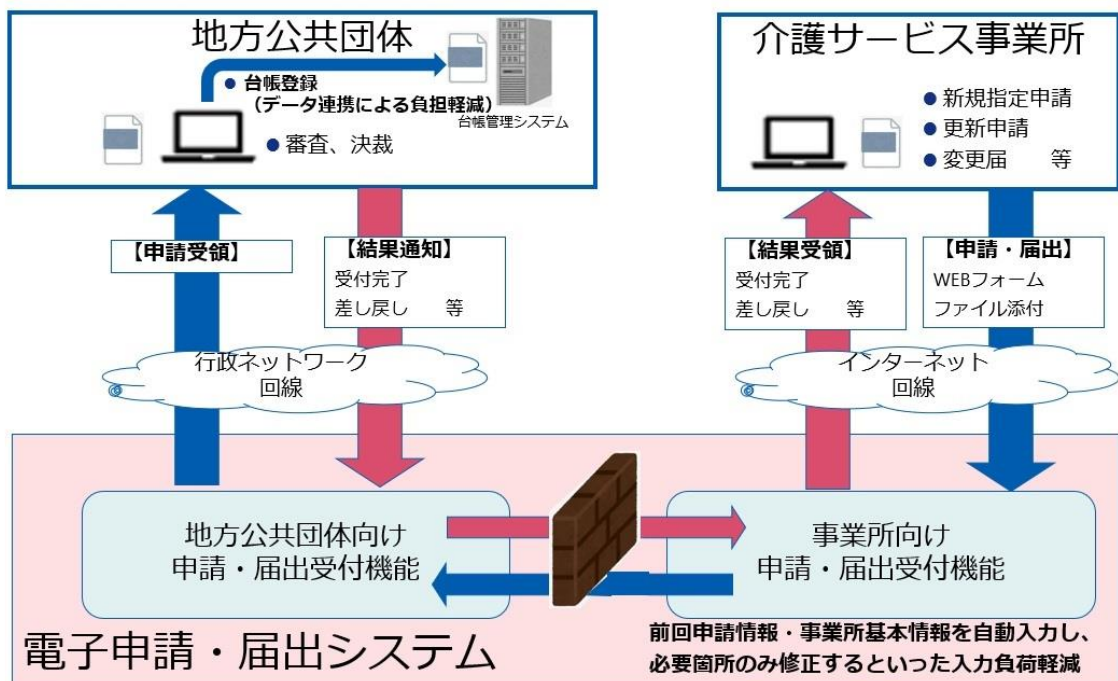 地方公共団体
● 台帳登録
（データ連携による負担軽減）
台帳管理システム
● 審査、決裁
介護サービス事業所
● 新規指定申請
● 更新申請
● 変更届　　等
【申請受領】
【結果通知】
受付完了
差し戻し　　等
【結果受領】
受付完了
差し戻し　　等
【申請・届出】
WEBフォーム
ファイル添付
行政ネットワーク
回線
インターネット
回線
地方公共団体向け
申請・届出受付機能
事業所向け
申請・届出受付機能
電子申請・届出システム
前回申請情報・事業所基本情報を自動入力し、
必要箇所のみ修正するといった入力負荷軽減